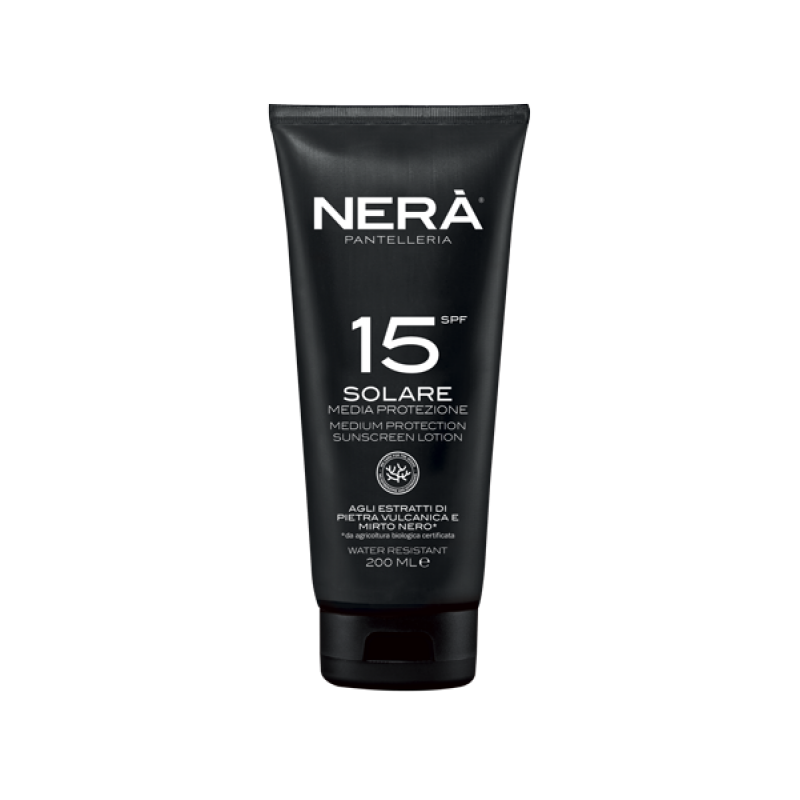 NERÀ®
PANTELLERIA
15 SPF
SOLARE
MEDIA PROTEZIONE
MEDIUM PROTECTION
SUNSCREEN LOTION
AGLI ESTRATTI DI
PIETRA VULCANICA E
MIRTO NERO*
*da agricoltura biologica certificata
WATER RESISTANT
200 ML ℮